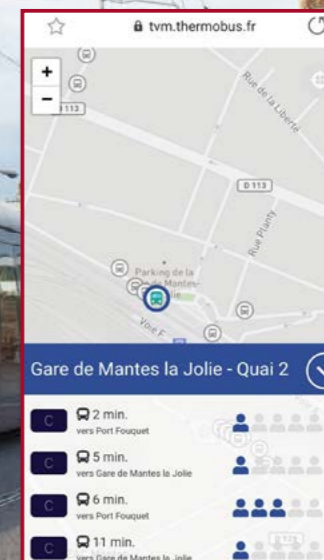 tvm.thermobus.fr
+
Rue de la Liberté
−
D 113
D 113
Rue Planty
Parking de la
de Mantes-
Voie F
Gare de Mantes la Jolie - Quai 2
C 2 min.
vers Port Fouquet
C 5 min.
vers Gare de Mantes la Jolie
C 6 min.
vers Port Fouquet
C 11 min.
vers Gare de Mantes la Jolie